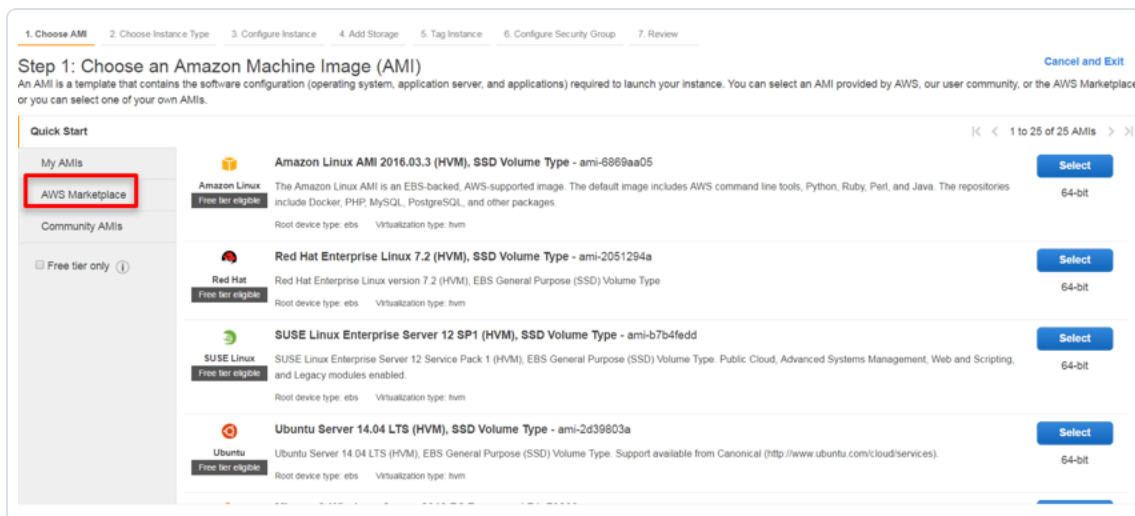 1. Choose AMI 2. Choose Instance Type 3. Configure Instance 4. Add Storage 5. Tag Instance 6. Configure Security Group 7. Review
Step 1: Choose an Amazon Machine Image (AMI)
Cancel and Exit
An AMI is a template that contains the software configuration (operating system, application server, and applications) required to launch your instance. You can select an AMI provided by AWS, our user community, or the AWS Marketplace
or you can select one of your own AMIs.
Quick Start
1 to 25 of 25 AMIs
My AMIs
AWS Marketplace
Community AMIs
Free tier only
Amazon Linux
Free tier eligible
Amazon Linux AMI 2016.03.3 (HVM), SSD Volume Type - ami-6869aa05
The Amazon Linux AMI is an EBS-backed, AWS-supported image. The default image includes AWS command line tools, Python, Ruby, Perl, and Java. The repositories
include Docker, PHP, MySQL, PostgreSQL, and other packages.
Root device type: ebs Virtualization type: hvm
Select
64-bit
Red Hat
Free tier eligible
Red Hat Enterprise Linux 7.2 (HVM), SSD Volume Type - ami-2051294a
Red Hat Enterprise Linux version 7.2 (HVM), EBS General Purpose (SSD) Volume Type
Root device type: ebs Virtualization type: hvm
Select
64-bit
SUSE Linux
Free tier eligible
SUSE Linux Enterprise Server 12 SP1 (HVM), SSD Volume Type - ami-b7b4fedd
SUSE Linux Enterprise Server 12 Service Pack 1 (HVM), EBS General Purpose (SSD) Volume Type. Public Cloud, Advanced Systems Management, Web and Scripting,
and Legacy modules enabled.
Root device type: ebs Virtualization type: hvm
Select
64-bit
Ubuntu
Free tier eligible
Ubuntu Server 14.04 LTS (HVM), SSD Volume Type - ami-2d39803a
Ubuntu Server 14.04 LTS (HVM), EBS General Purpose (SSD) Volume Type. Support available from Canonical (http://www.ubuntu.com/cloud/services).
Root device type: ebs Virtualization type: hvm
Select
64-bit